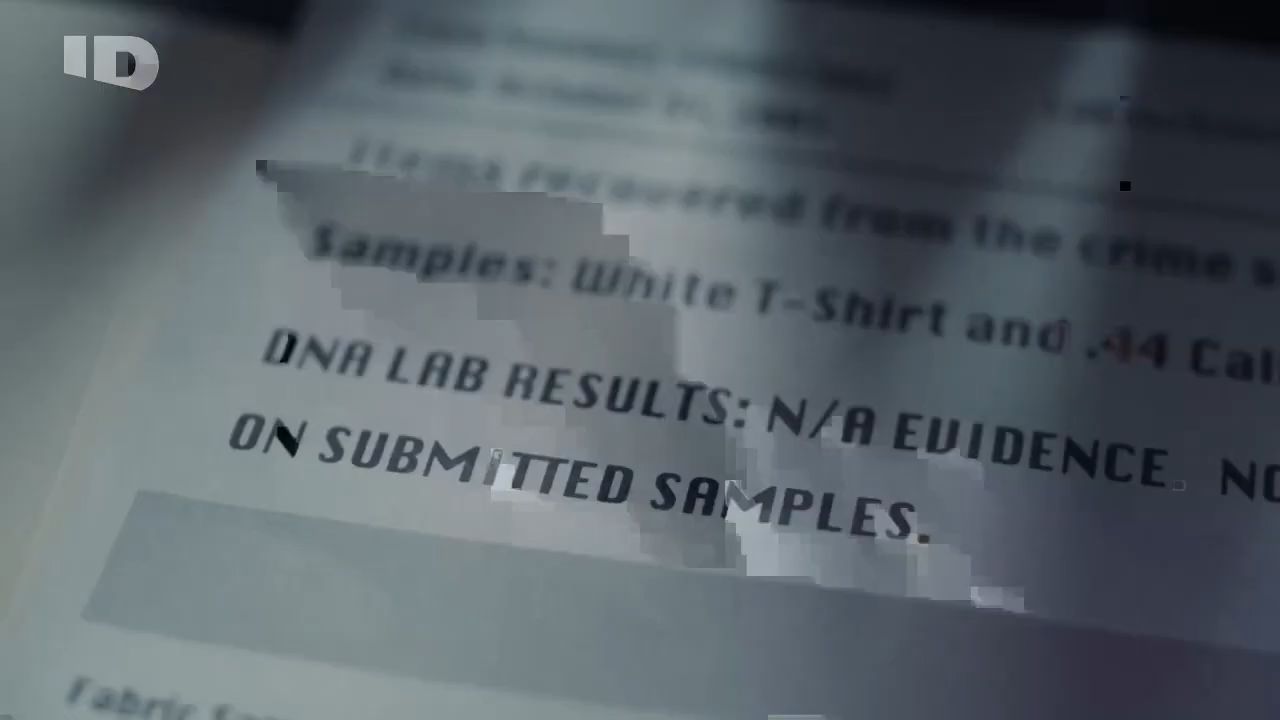 ID
Items recovered from the crime
Samples: White T-Shirt and .44 Cal
DNA LAB RESULTS: N/A EVIDENCE. NO
ON SUBMITTED SAMPLES.
Fabric